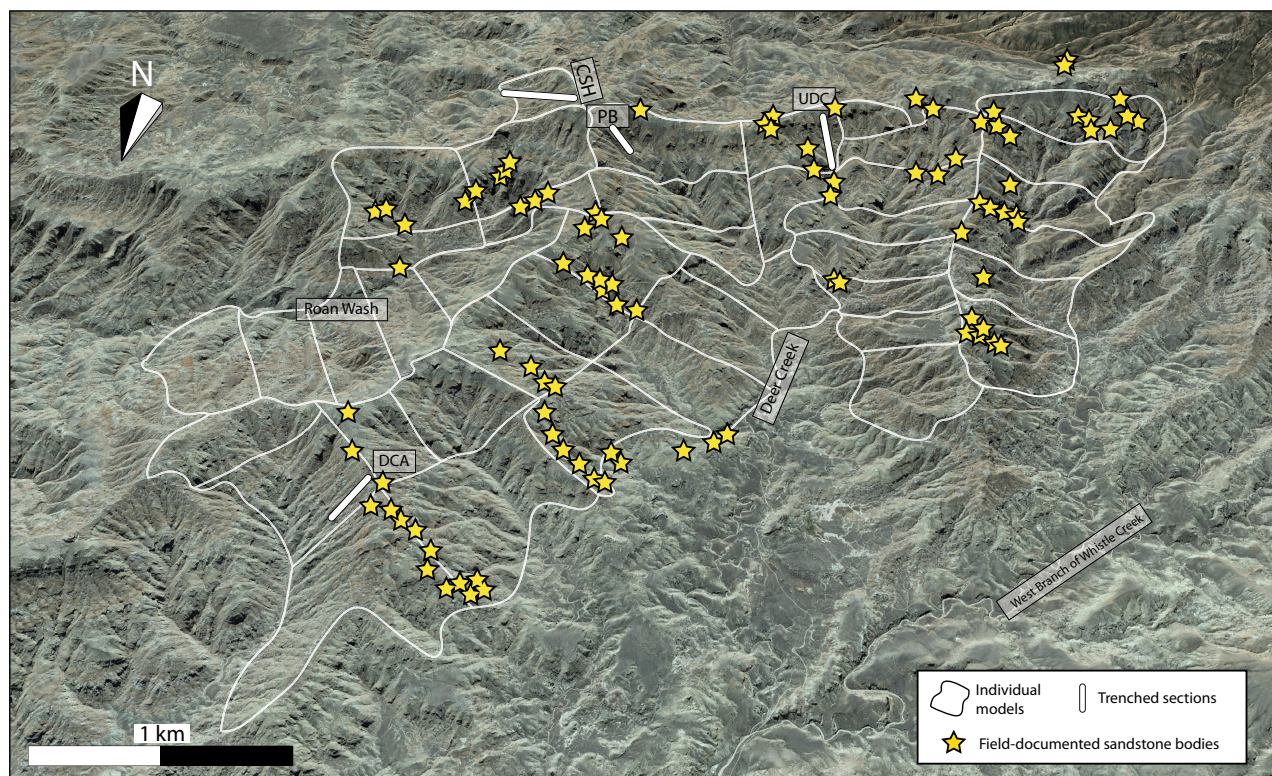 N
CSH
PB
UDC
Roan Wash
Deer Creek
DCA
West Branch of Whistle Creek
1 km
Individual
models
Trenched sections
Field-documented sandstone bodies